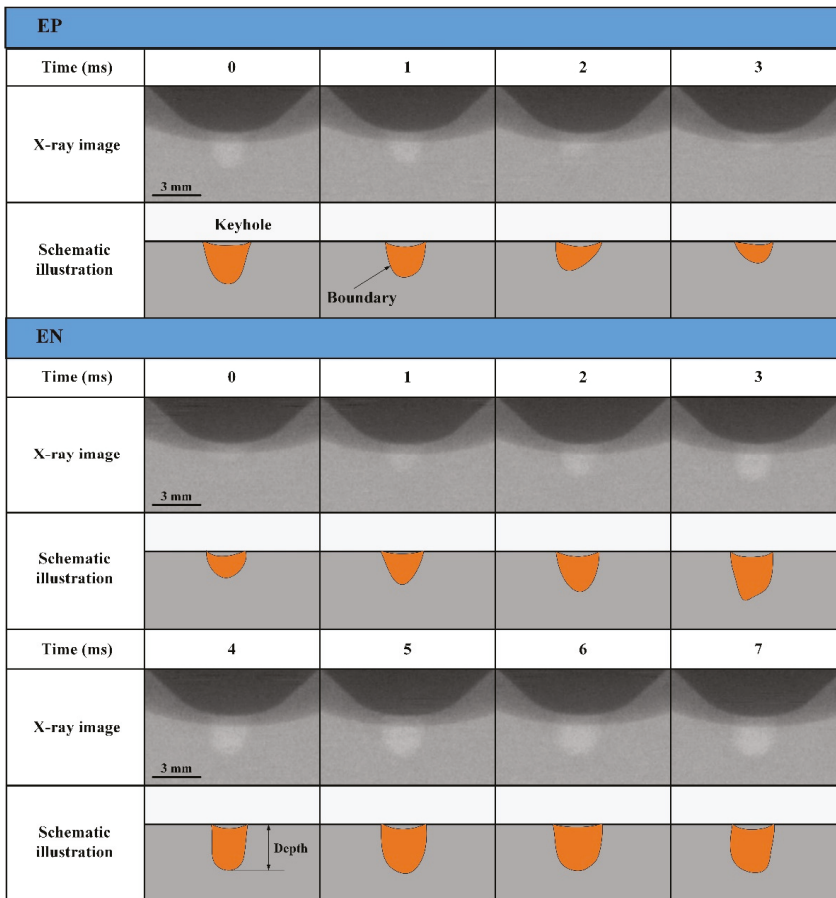 EP
Time (ms) 0 1 2 3
X-ray image
3 mm
Keyhole
Schematic
illustration
Boundary
EN
Time (ms) 0 1 2 3
X-ray image
3 mm
Schematic
illustration
Time (ms) 4 5 6 7
X-ray image
3 mm
Schematic
illustration
Depth